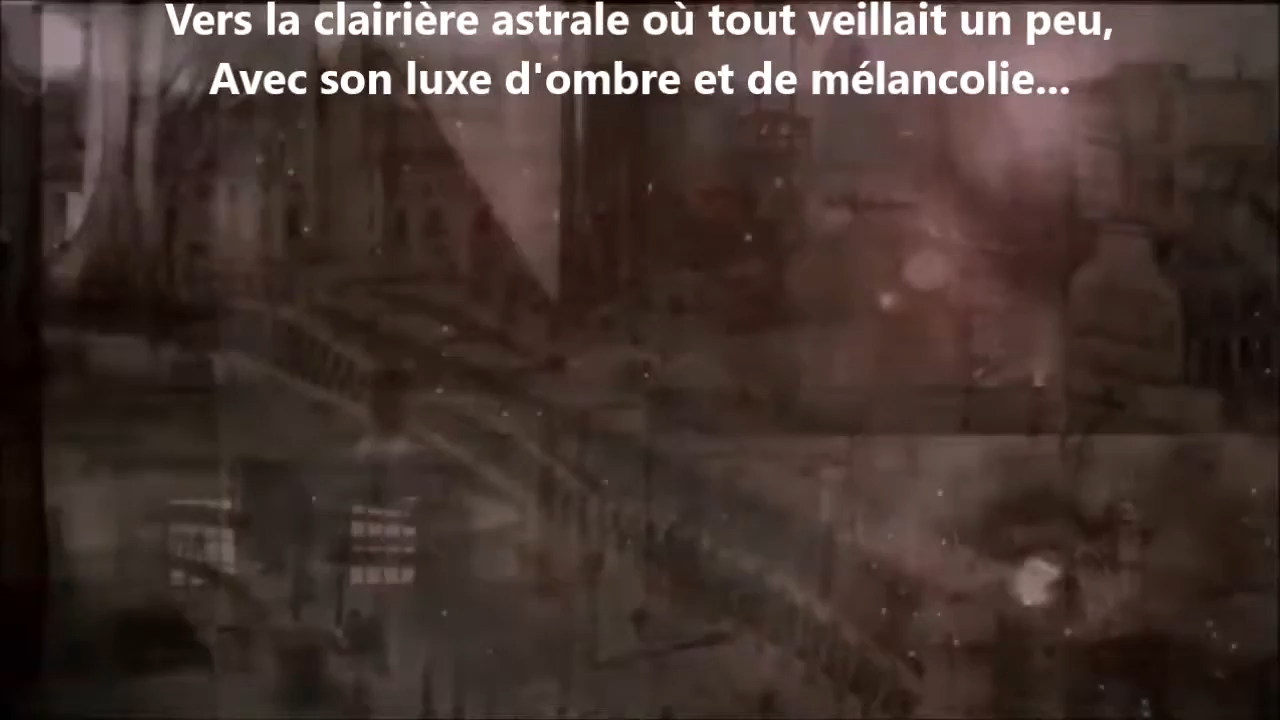 Vers la clairière astrale où tout veillait un peu,
Avec son luxe d'ombre et de mélancolie...